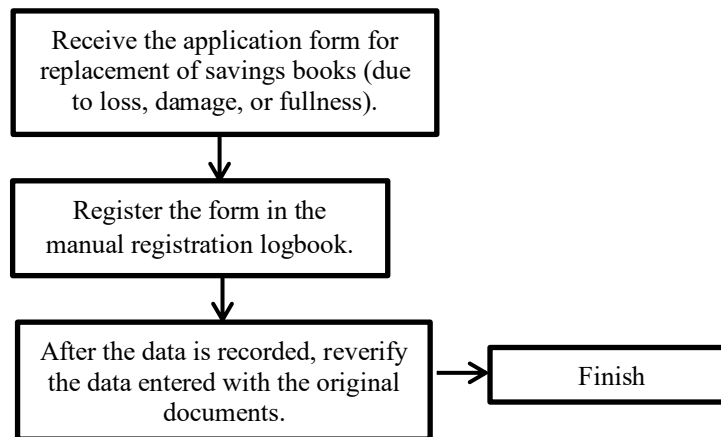 Receive the application form for
replacement of savings books (due
to loss, damage, or fullness).
Register the form in the
manual registration logbook.
After the data is recorded, reverify
the data entered with the original
documents.
Finish